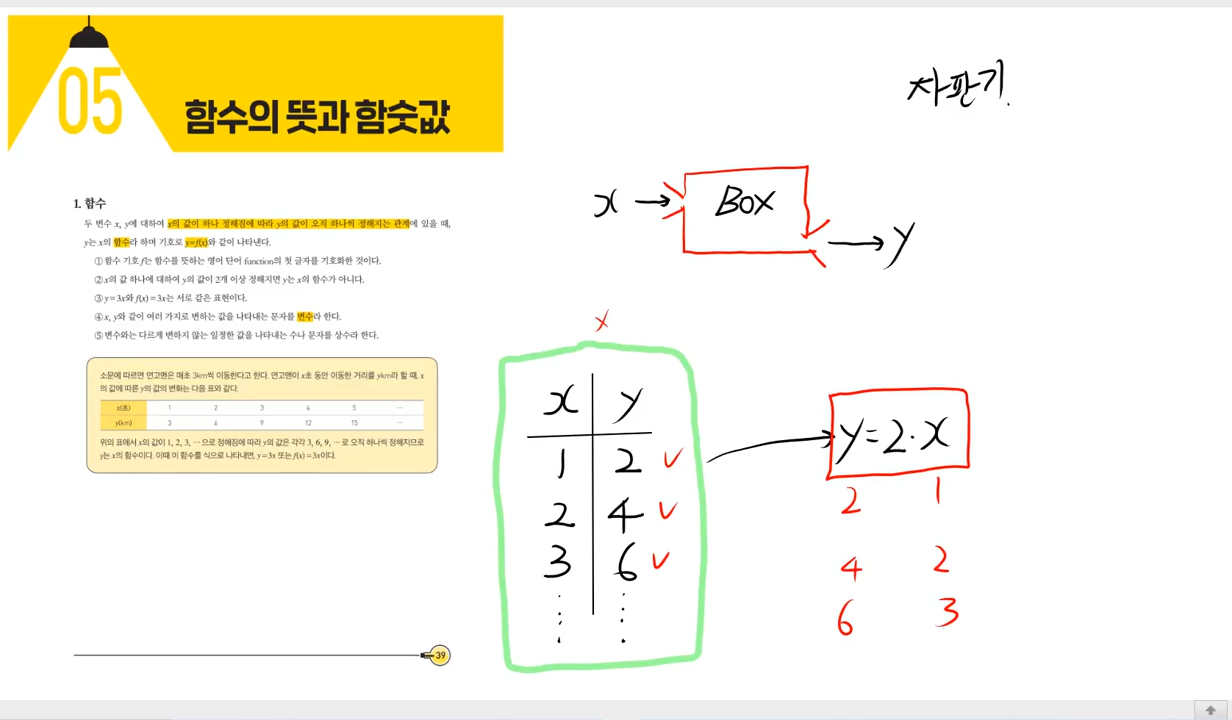 05
함수의 뜻과 함숫값
1. 함수
두 변수 x, y에 대하여 x의 값이 하나 정해짐에 따라 y의 값이 오직 하나씩 정해지는 관계에 있을 때,
y는 x의 함수라 하며 기호로 y=f(x)와 같이 나타낸다.
① 함수 기호 f는 함수를 뜻하는 영어 단어 function의 첫 글자를 기호화한 것이다.
② x의 값 하나에 대하여 y의 값이 2개 이상 정해지면 y는 x의 함수가 아니다.
③ y=3x와 f(x)=3x는 서로 같은 표현이다.
④ x, y와 같이 여러 가지로 변하는 값을 나타내는 문자를 변수라 한다.
⑤ 변수와는 다르게 변하지 않는 일정한 값을 나타내는 수나 문자를 상수라 한다.
소문에 따르면 연고맨은 매초 3km씩 이동한다고 한다. 연고맨이 x초 동안 이동한 거리를 ykm라 할 때, x
의 값에 따른 y의 값의 변화는 다음 표와 같다.
x(초) 1 2 3 4 5 …
y(km) 3 6 9 12 15 …
위의 표에서 x의 값이 1, 2, 3, …으로 정해짐에 따라 y의 값은 각각 3, 6, 9, …로 오직 하나씩 정해지므로
y는 x의 함수이다. 이때 이 함수를 식으로 나타내면, y=3x 또는 f(x)=3x이다.
39
자판기
x → BOX → y
x
x y
1 2 v
2 4 v
3 6 v
⋮ ⋮
y=2·x
2 1
4 2
6 3